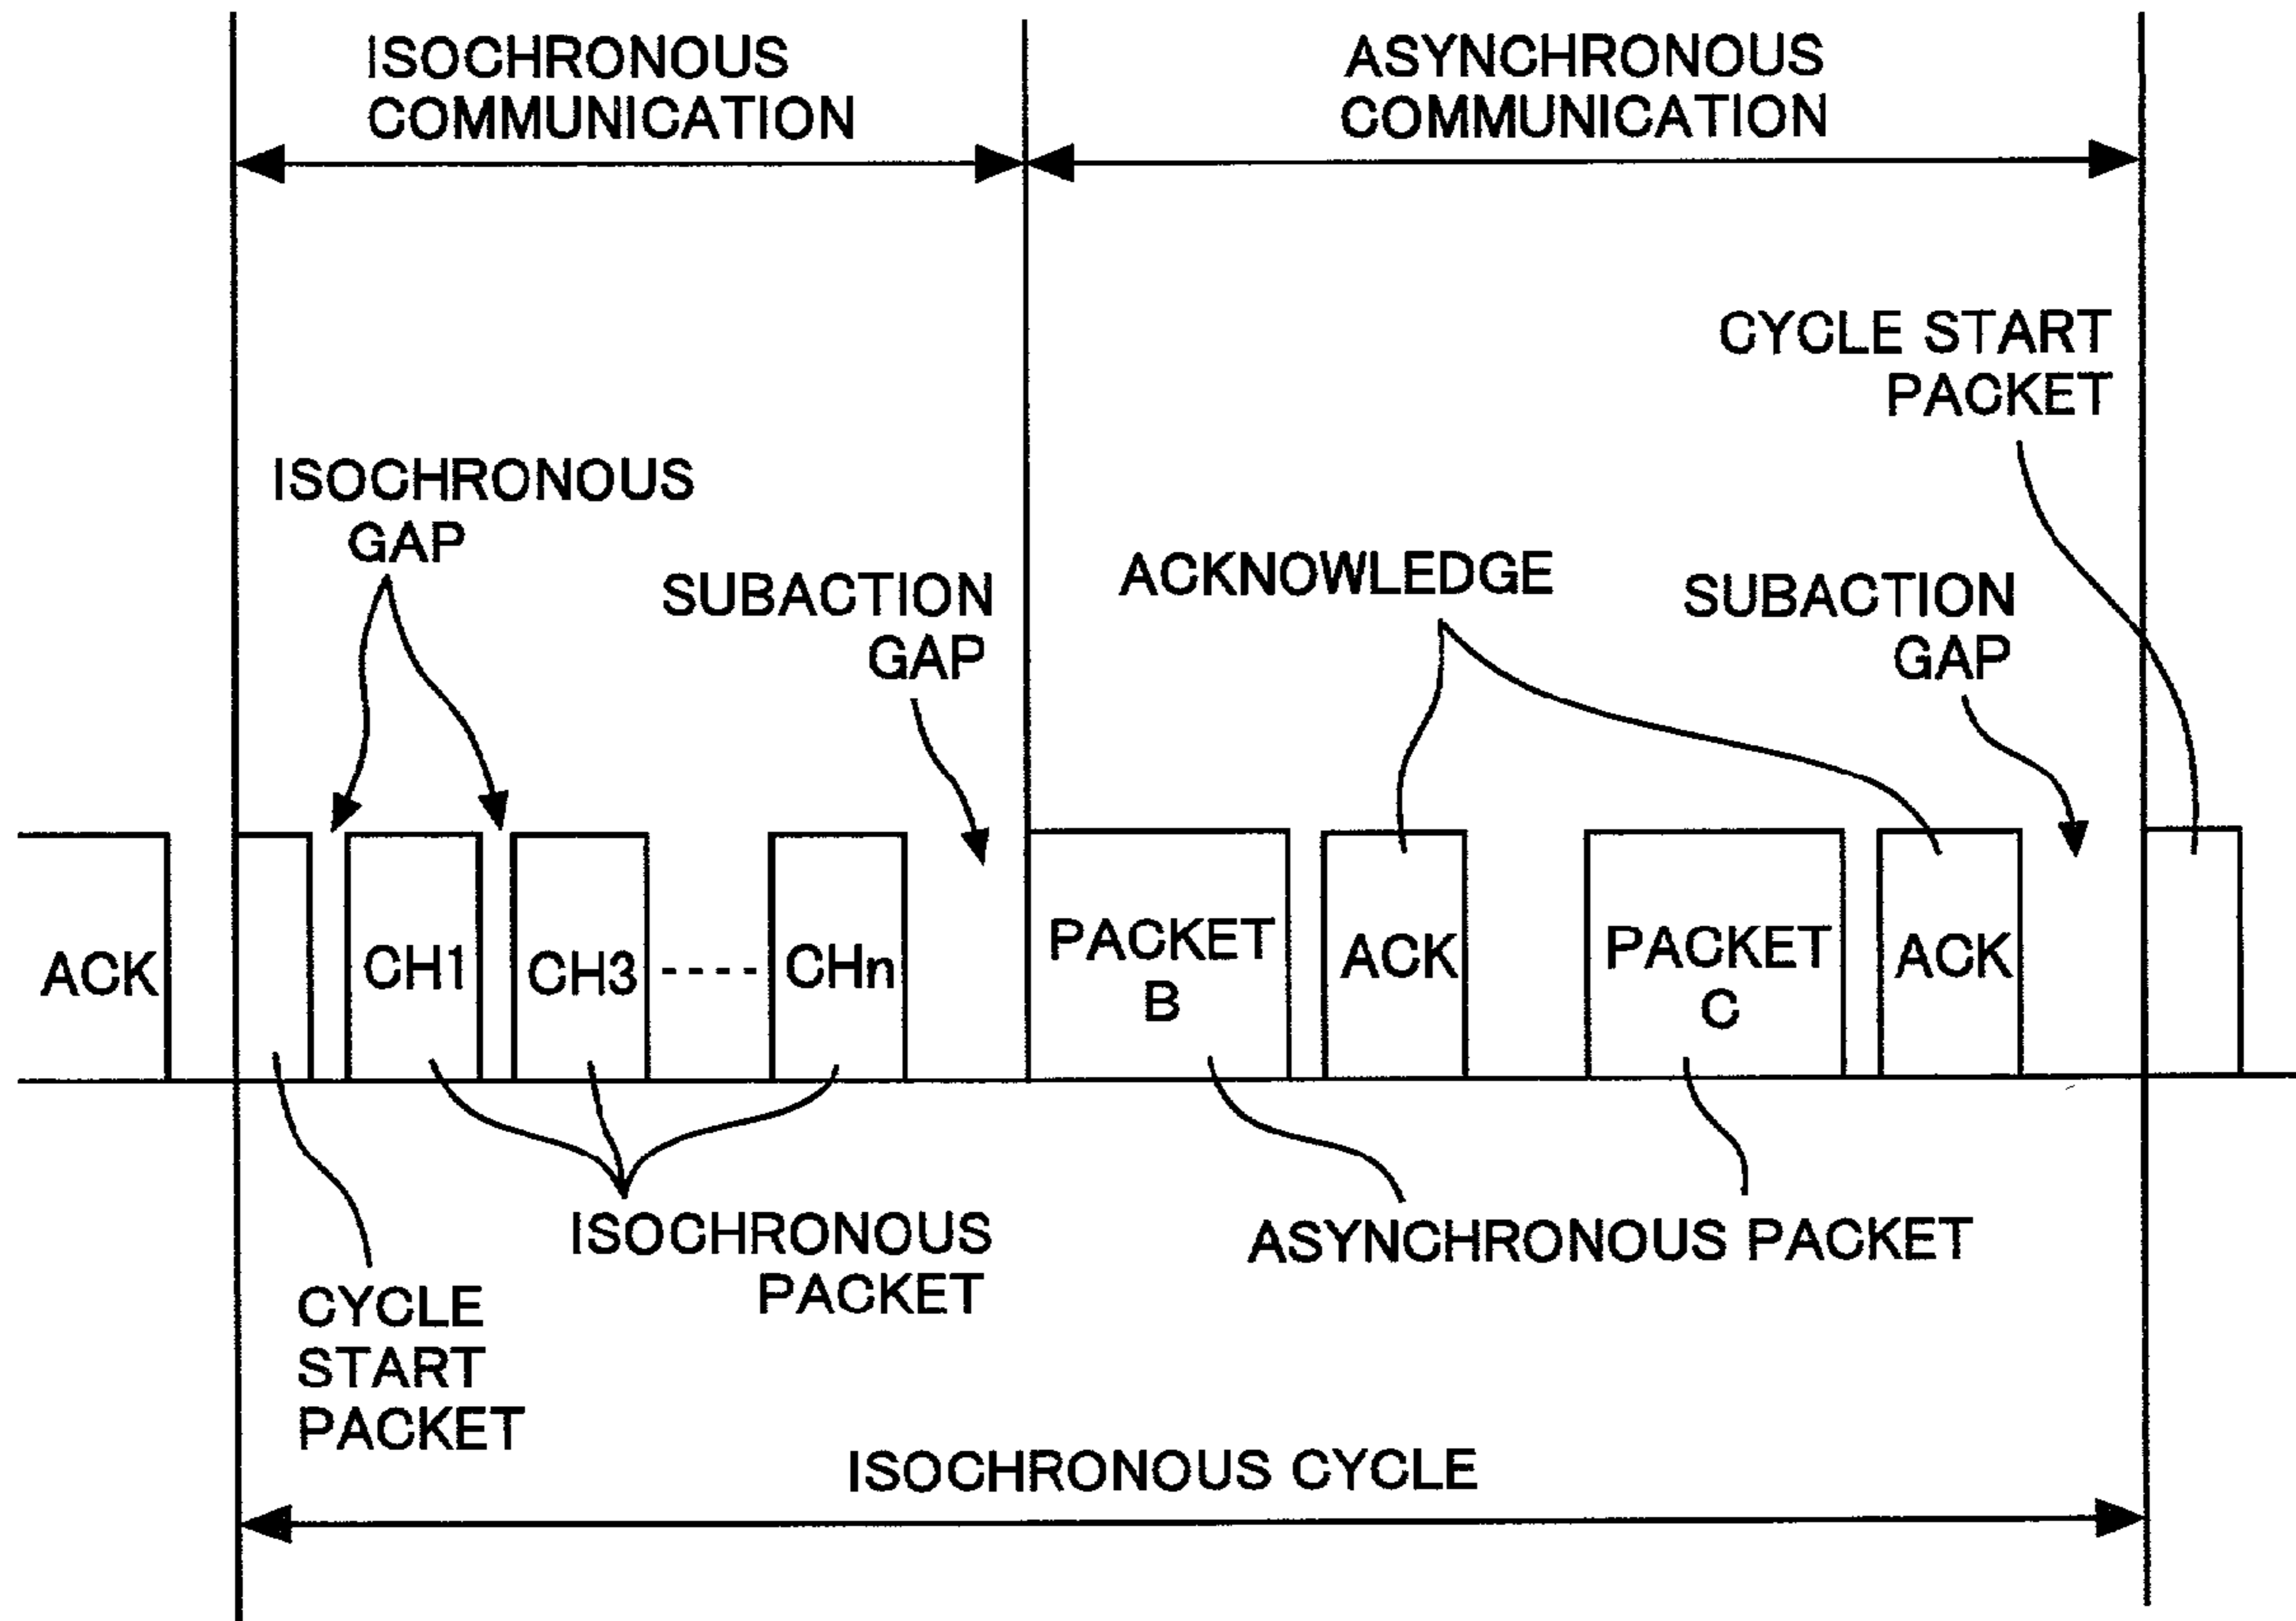 ISOCHRONOUS
COMMUNICATION
ASYNCHRONOUS
COMMUNICATION
CYCLE START
PACKET
ISOCHRONOUS
GAP
SUBACTION
GAP
ACKNOWLEDGE
SUBACTION
GAP
ACK
CH1
CH3
CHn
PACKET
B
ACK
PACKET
C
ACK
ISOCHRONOUS
PACKET
ASYNCHRONOUS PACKET
CYCLE
START
PACKET
ISOCHRONOUS CYCLE